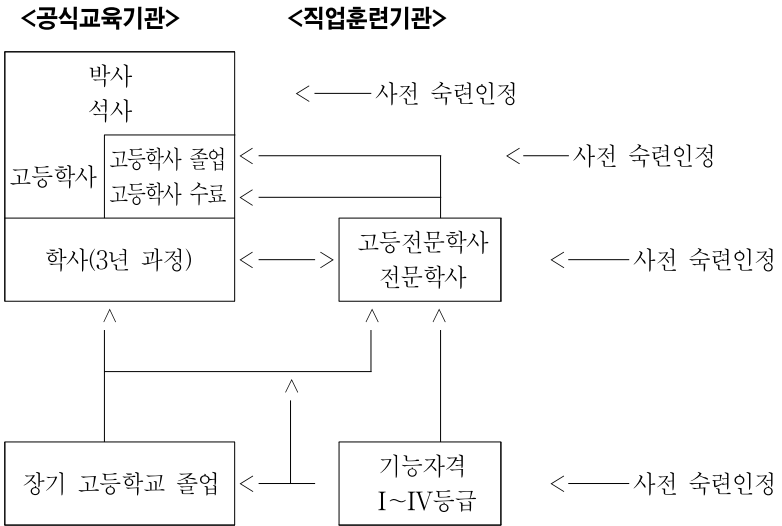 <공식교육기관>
<직업훈련기관>
박사
석사
사전 숙련인정
고등학사
고등학사 졸업
고등학사 수료
사전 숙련인정
학사(3년 과정)
고등전문학사
전문학사
사전 숙련인정
장기 고등학교 졸업
기능자격
I~IV등급
사전 숙련인정